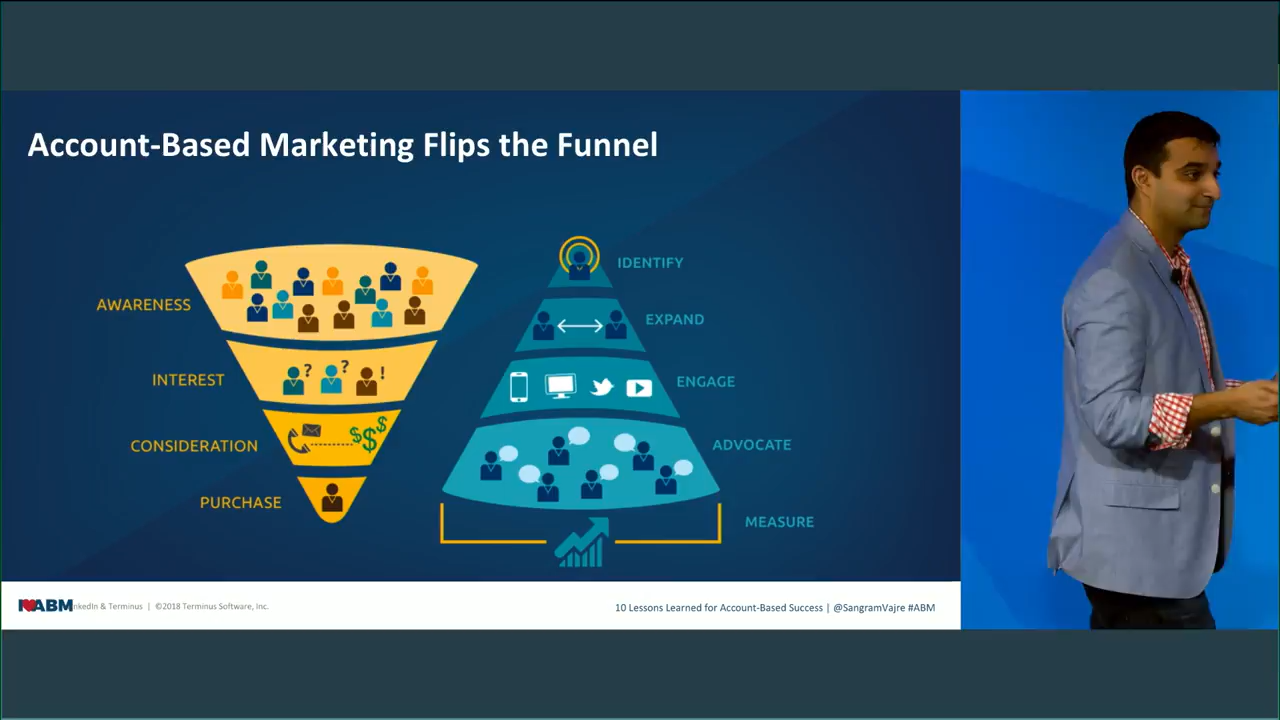 Account-Based Marketing Flips the Funnel
AWARENESS
INTEREST
? ? !
CONSIDERATION
$$$
PURCHASE
IDENTIFY
EXPAND
ENGAGE
ADVOCATE
MEASURE
ABM nkedIn & Terminus | ©2018 Terminus Software, Inc.
10 Lessons Learned for Account-Based Success | @SangramVajre #ABM